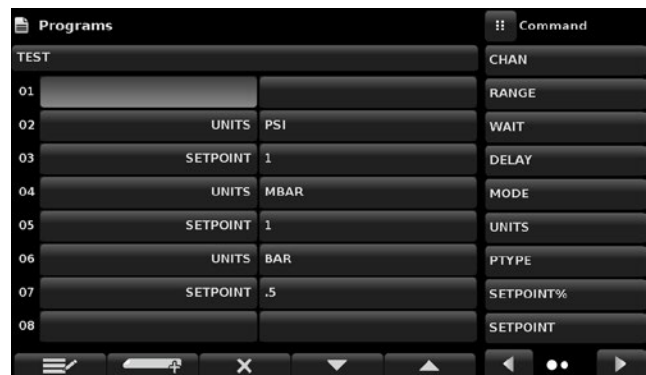 Programs
TEST
01
02 UNITS PSI
03 SETPOINT 1
04 UNITS MBAR
05 SETPOINT 1
06 UNITS BAR
07 SETPOINT .5
08
Command
CHAN
RANGE
WAIT
DELAY
MODE
UNITS
PTYPE
SETPOINT%
SETPOINT